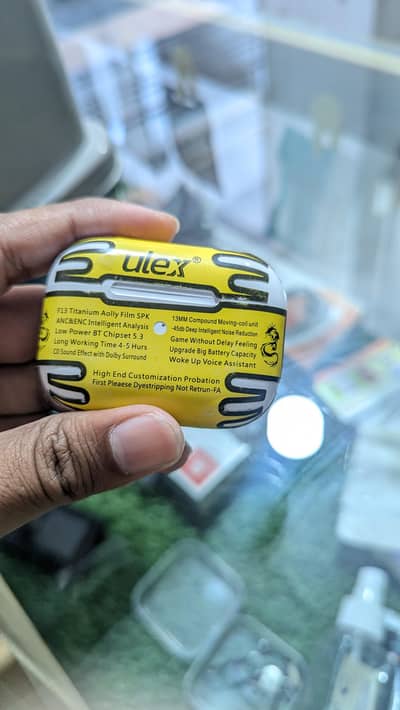 ulex®
F13 Titanium Aolly Film SPK
ANC&ENC Intelligent Analysis
Low Power BT Chipset 5.3
Long Working Time 4-5 Hurs
CD Sound Effect with Dolby Surround
13MM Compound Moving-coil unit
-45db Deep Intelligent Noise Reduction
Game Without Delay Feeling
Upgrade Big Battery Capacity
Woke Up Voice Assistant
High End Customization Probation
First Pleaese Dyestripping Not Retrun-FA